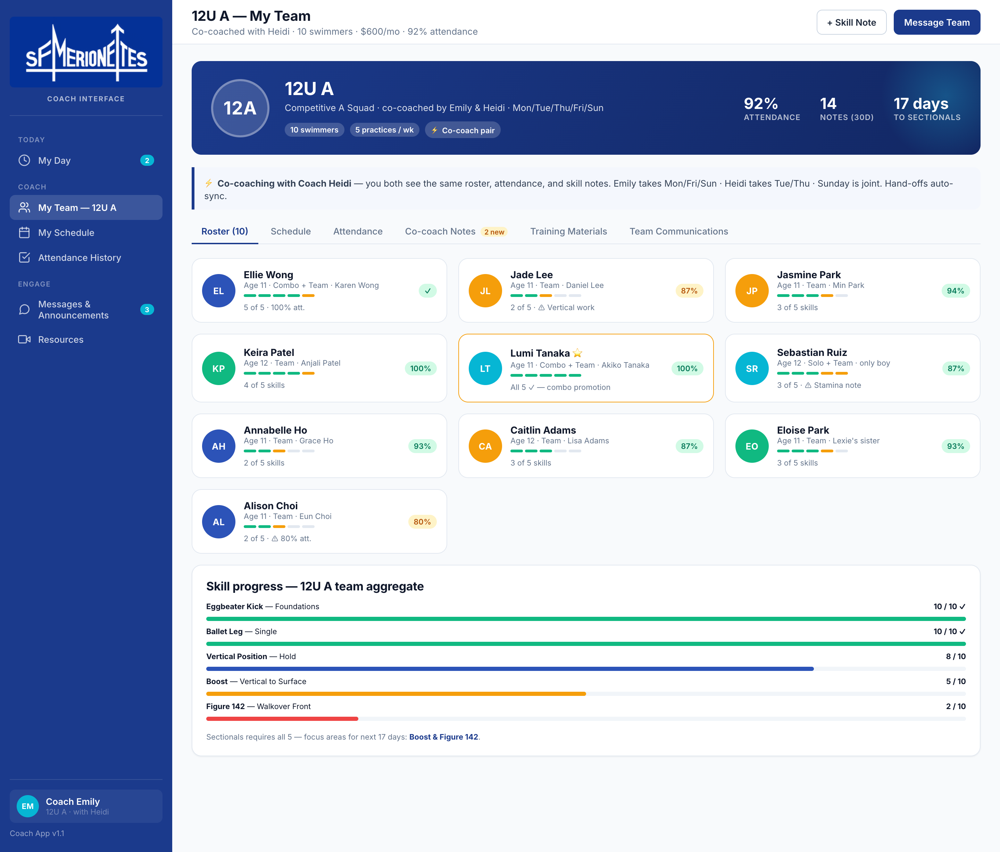 SFMERIONETTES
COACH INTERFACE
TODAY
My Day 2
COACH
My Team — 12U A
My Schedule
Attendance History
ENGAGE
Messages &
Announcements 3
Resources
EM
Coach Emily
12U A · with Heidi
Coach App v1.1
12U A — My Team
Co-coached with Heidi · 10 swimmers · $600/mo · 92% attendance
+ Skill Note
Message Team
12A
12U A
Competitive A Squad · co-coached by Emily & Heidi · Mon/Tue/Thu/Fri/Sun
10 swimmers 5 practices / wk ⚡ Co-coach pair
92% 14 17 days
ATTENDANCE NOTES (30D) TO SECTIONALS
⚡ Co-coaching with Coach Heidi — you both see the same roster, attendance, and skill notes. Emily takes Mon/Fri/Sun · Heidi takes Tue/Thu · Sunday is joint. Hand-offs auto-
sync.
Roster (10) Schedule Attendance Co-coach Notes 2 new Training Materials Team Communications
EL
Ellie Wong
Age 11 · Combo + Team · Karen Wong
5 of 5 · 100% att.
✓
JL
Jade Lee
Age 11 · Team · Daniel Lee
2 of 5 · ⚠ Vertical work
87%
JP
Jasmine Park
Age 11 · Team · Min Park
3 of 5 skills
94%
KP
Keira Patel
Age 12 · Team · Anjali Patel
4 of 5 skills
100%
LT
Lumi Tanaka ⭐
Age 11 · Combo + Team · Akiko Tanaka
All 5 ✓ — combo promotion
100%
SR
Sebastian Ruiz
Age 12 · Solo + Team · only boy
3 of 5 · ⚠ Stamina note
87%
AH
Annabelle Ho
Age 11 · Team · Grace Ho
2 of 5 skills
93%
CA
Caitlin Adams
Age 12 · Team · Lisa Adams
3 of 5 skills
87%
EO
Eloise Park
Age 11 · Team · Lexie's sister
3 of 5 skills
93%
AL
Alison Choi
Age 11 · Team · Eun Choi
2 of 5 · ⚠ 80% att.
80%
Skill progress — 12U A team aggregate
Eggbeater Kick — Foundations 10 / 10 ✓
Ballet Leg — Single 10 / 10 ✓
Vertical Position — Hold 8 / 10
Boost — Vertical to Surface 5 / 10
Figure 142 — Walkover Front 2 / 10
Sectionals requires all 5 — focus areas for next 17 days: Boost & Figure 142.